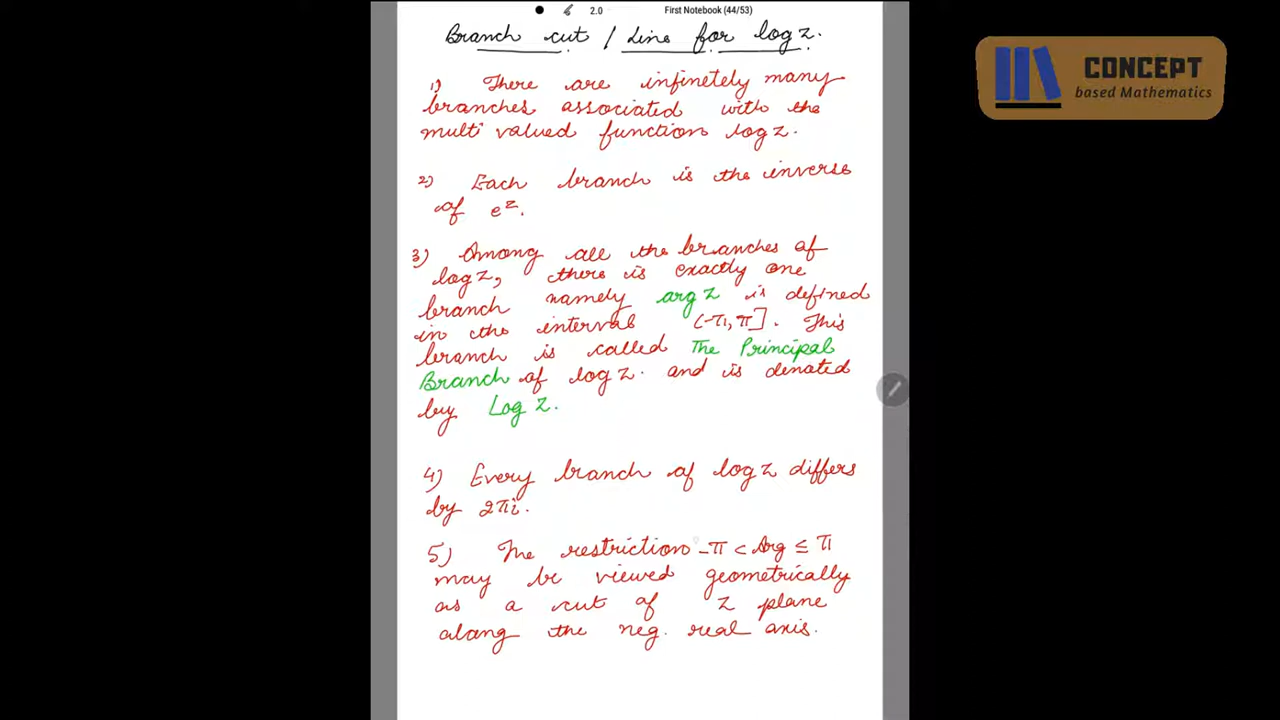 2.0 First Notebook (44/53)
Branch cut / Line for log z.
CONCEPT
based Mathematics
1) There are infinetely many
branches associated with the
multi valued function log z.
2) Each branch is the inverse
of e^z.
3) Among all the branches of
log z, there is exactly one
branch namely arg z is defined
in the interval (-π, π]. This
branch is called The Principal
Branch of log z. and is denoted
by Log z.
4) Every branch of log z differs
by 2πi.
5) The restriction -π < Arg ≤ π
may be viewed geometrically
as a cut of z plane
along the neg. real axis.